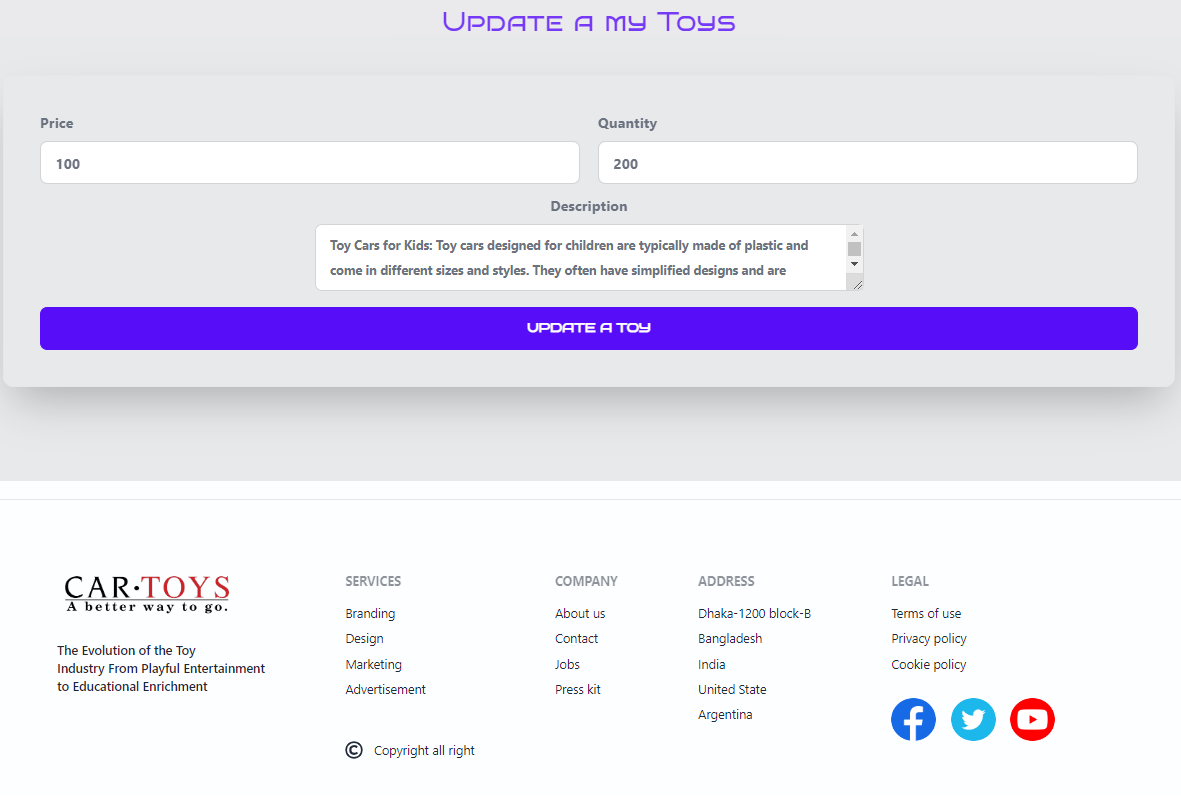 Update a my Toys
Price
Quantity
100
200
Description
Toy Cars for Kids: Toy cars designed for children are typically made of plastic and
come in different sizes and styles. They often have simplified designs and are
UPDATE A TOY
CAR·TOYS
A better way to go.
The Evolution of the Toy
Industry From Playful Entertainment
to Educational Enrichment
SERVICES
Branding
Design
Marketing
Advertisement
© Copyright all right
COMPANY
About us
Contact
Jobs
Press kit
ADDRESS
Dhaka-1200 block-B
Bangladesh
India
United State
Argentina
LEGAL
Terms of use
Privacy policy
Cookie policy